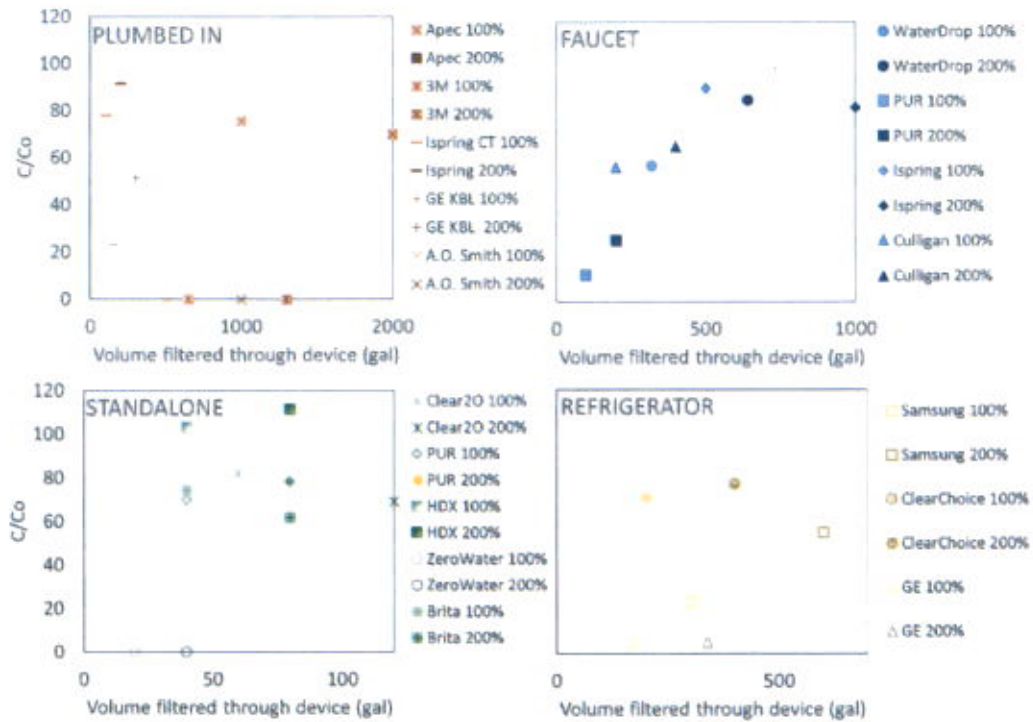 PLUMBED IN
120
100
80
60
40
20
0
C/Co
0 1000 2000
Volume filtered through device (gal)
Apec 100%
Apec 200%
3M 100%
3M 200%
Ispring CT 100%
Ispring 200%
GE KBL 100%
GE KBL 200%
A.O. Smith 100%
A.O. Smith 200%
FAUCET
0 500 1000
Volume filtered through device (gal)
WaterDrop 100%
WaterDrop 200%
PUR 100%
PUR 200%
Ispring 100%
Ispring 200%
Culligan 100%
Culligan 200%
STANDALONE
120
100
80
60
40
20
0
C/Co
0 50 100
Volume filtered through device (gal)
Clear2O 100%
Clear2O 200%
PUR 100%
PUR 200%
HDX 100%
HDX 200%
ZeroWater 100%
ZeroWater 200%
Brita 100%
Brita 200%
REFRIGERATOR
0 500
Volume filtered through device (gal)
Samsung 100%
Samsung 200%
ClearChoice 100%
ClearChoice 200%
GE 100%
GE 200%